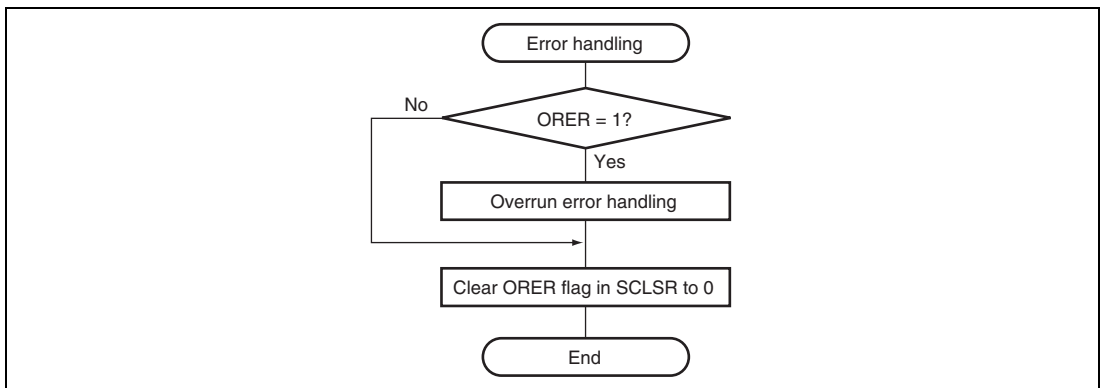 Error handling
No
ORER = 1?
Yes
Overrun error handling
Clear ORER flag in SCLSR to 0
End